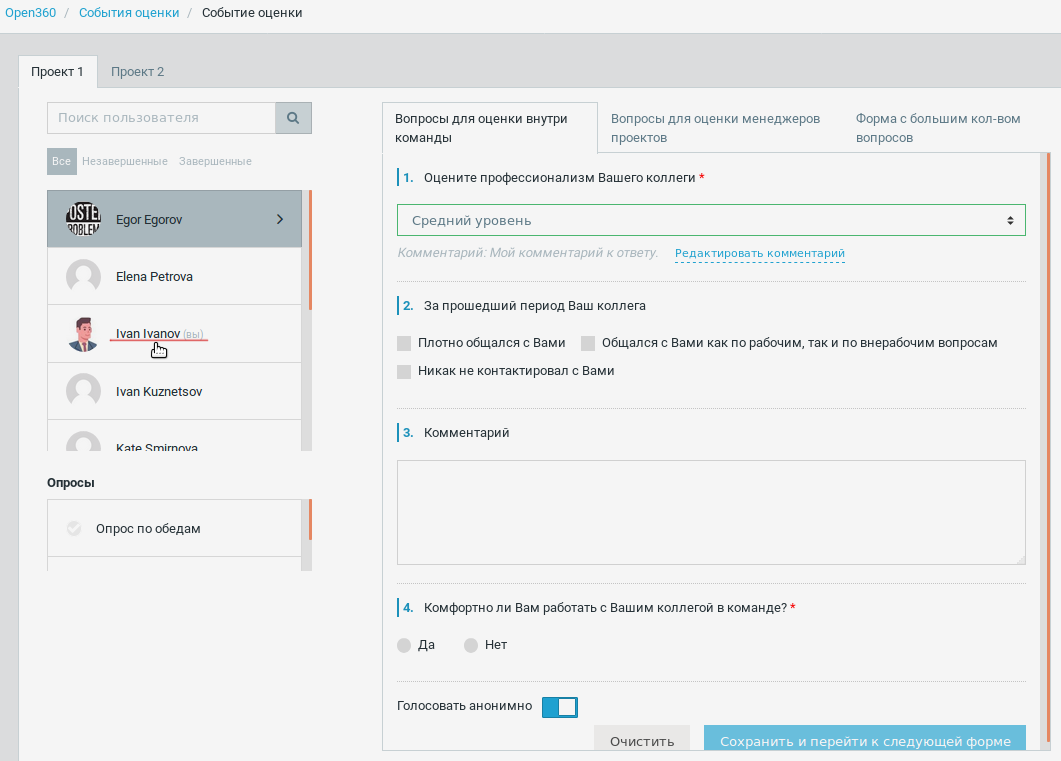 Open360 / События оценки / Событие оценки
Проект 1 Проект 2
Поиск пользователя
Все Незавершенные Завершенные
OSTE
ROBLEM
Egor Egorov
Elena Petrova
Ivan Ivanov (вы)
Ivan Kuznetsov
Kate Smirnova
Опросы
Опрос по обедам
Вопросы для оценки внутри
команды
Вопросы для оценки менеджеров
проектов
Форма с большим кол-вом
вопросов
1. Оцените профессионализм Вашего коллеги *
Средний уровень
Комментарий: Мой комментарий к ответу. Редактировать комментарий
2. За прошедший период Ваш коллега
Плотно общался с Вами Общался с Вами как по рабочим, так и по внерабочим вопросам
Никак не контактировал с Вами
3. Комментарий
4. Комфортно ли Вам работать с Вашим коллегой в команде? *
Да Нет
Голосовать анонимно
Очистить Сохранить и перейти к следующей форме